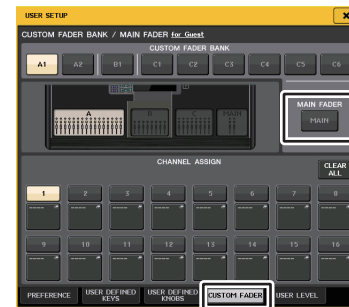 USER SETUP
CUSTOM FADER BANK / MAIN FADER for Guest
CUSTOM FADER BANK
A1 A2 B1 C1 C2 C3 C4 C5 C6
A B C MAIN
MAIN FADER
MAIN
CHANNEL ASSIGN
CLEAR ALL
1 2 3 4 5 6 7 8
---- ---- ---- ---- ---- ---- ---- ----
9 10 11 12 13 14 15 16
---- ---- ---- ---- ---- ---- ---- ----
PREFERENCE USER DEFINED KEYS USER DEFINED KNOBS CUSTOM FADER USER LEVEL